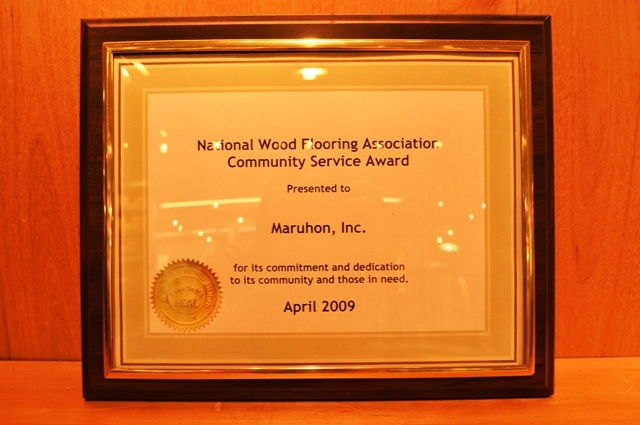 National Wood Flooring Association
Community Service Award
Presented to
Maruhon, Inc.
for its commitment and dedication
to its community and those in need.
April 2009
SEAL